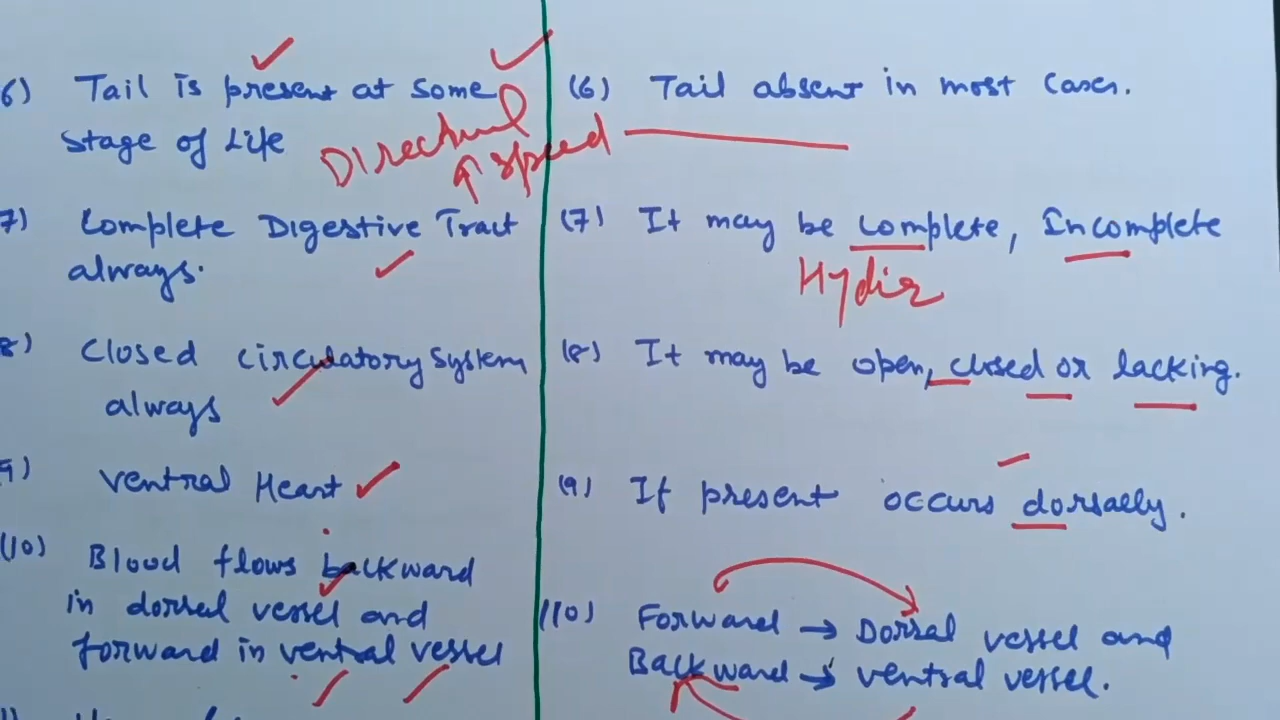 6) Tail is present at some
stage of Life
Directional
↑ speed
7) Complete Digestive Tract
always.
8) Closed circulatory system
always
9) Ventral Heart
(10) Blood flows backward
in dorsal vessel and
forward in ventral vessel
(6) Tail absent in most cases.
(7) It may be complete, Incomplete
(8) It may be open, closed or lacking.
(9) If present occurs dorsally.
(10) Forward → Dorsal vessel and
Backward → ventral vessel.